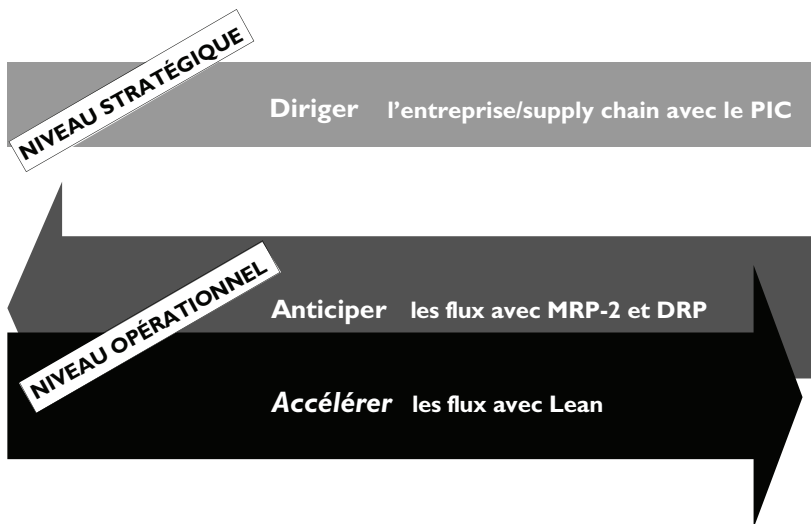 NIVEAU STRATÉGIQUE
Diriger l’entreprise/supply chain avec le PIC
NIVEAU OPÉRATIONNEL
Anticiper les flux avec MRP-2 et DRP
Accélérer les flux avec Lean